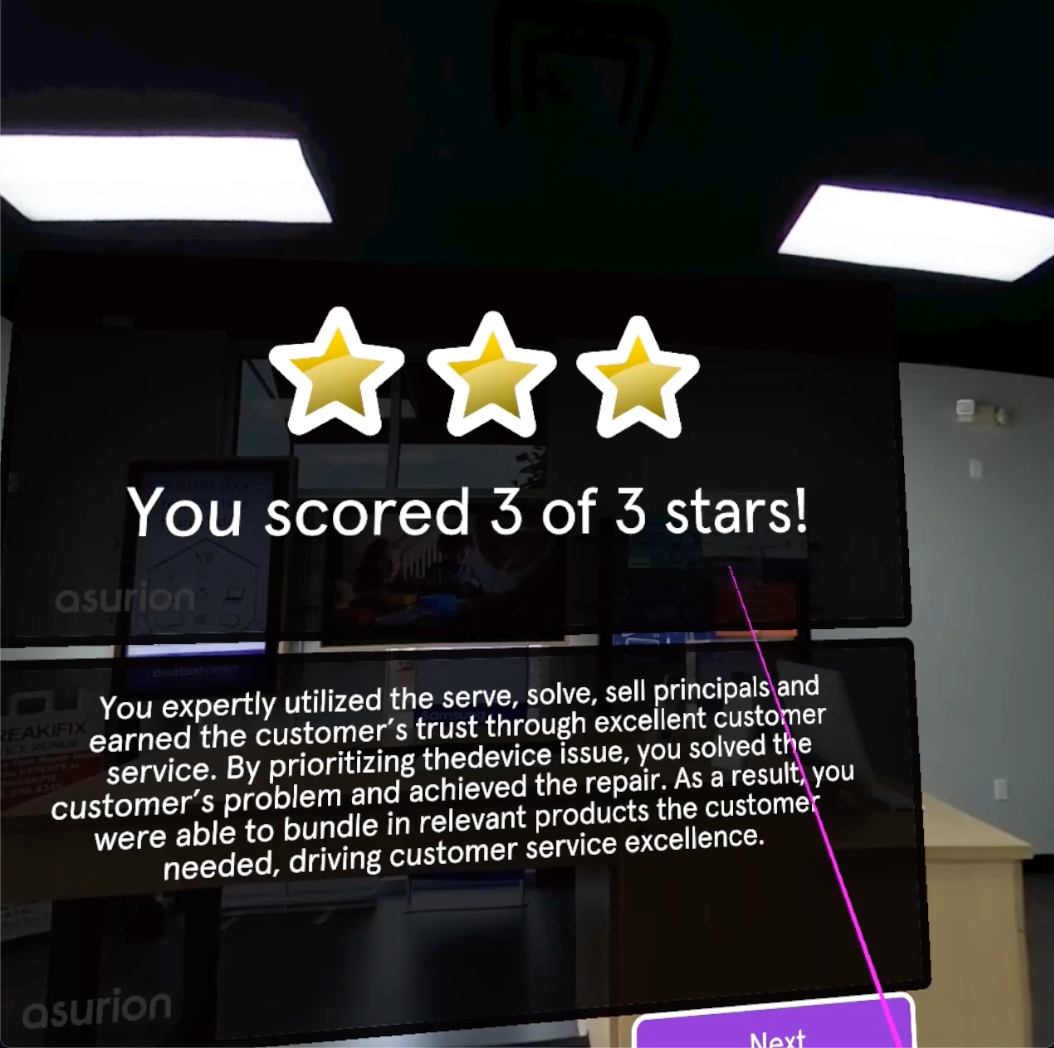 You scored 3 of 3 stars!
asurion
asurionhome
REAKIFIX
You expertly utilized the serve, solve, sell principals and
earned the customer's trust through excellent customer
service. By prioritizing thedevice issue, you solved the
customer's problem and achieved the repair. As a result, you
were able to bundle in relevant products the customer
needed, driving customer service excellence.
asurion
Next